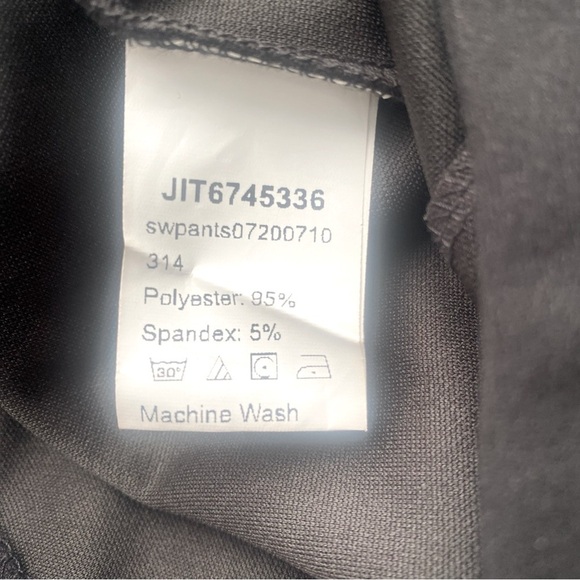 JIT6745336
swpants07200710
314
Polyester: 95%
Spandex: 5%
30°
Machine Wash